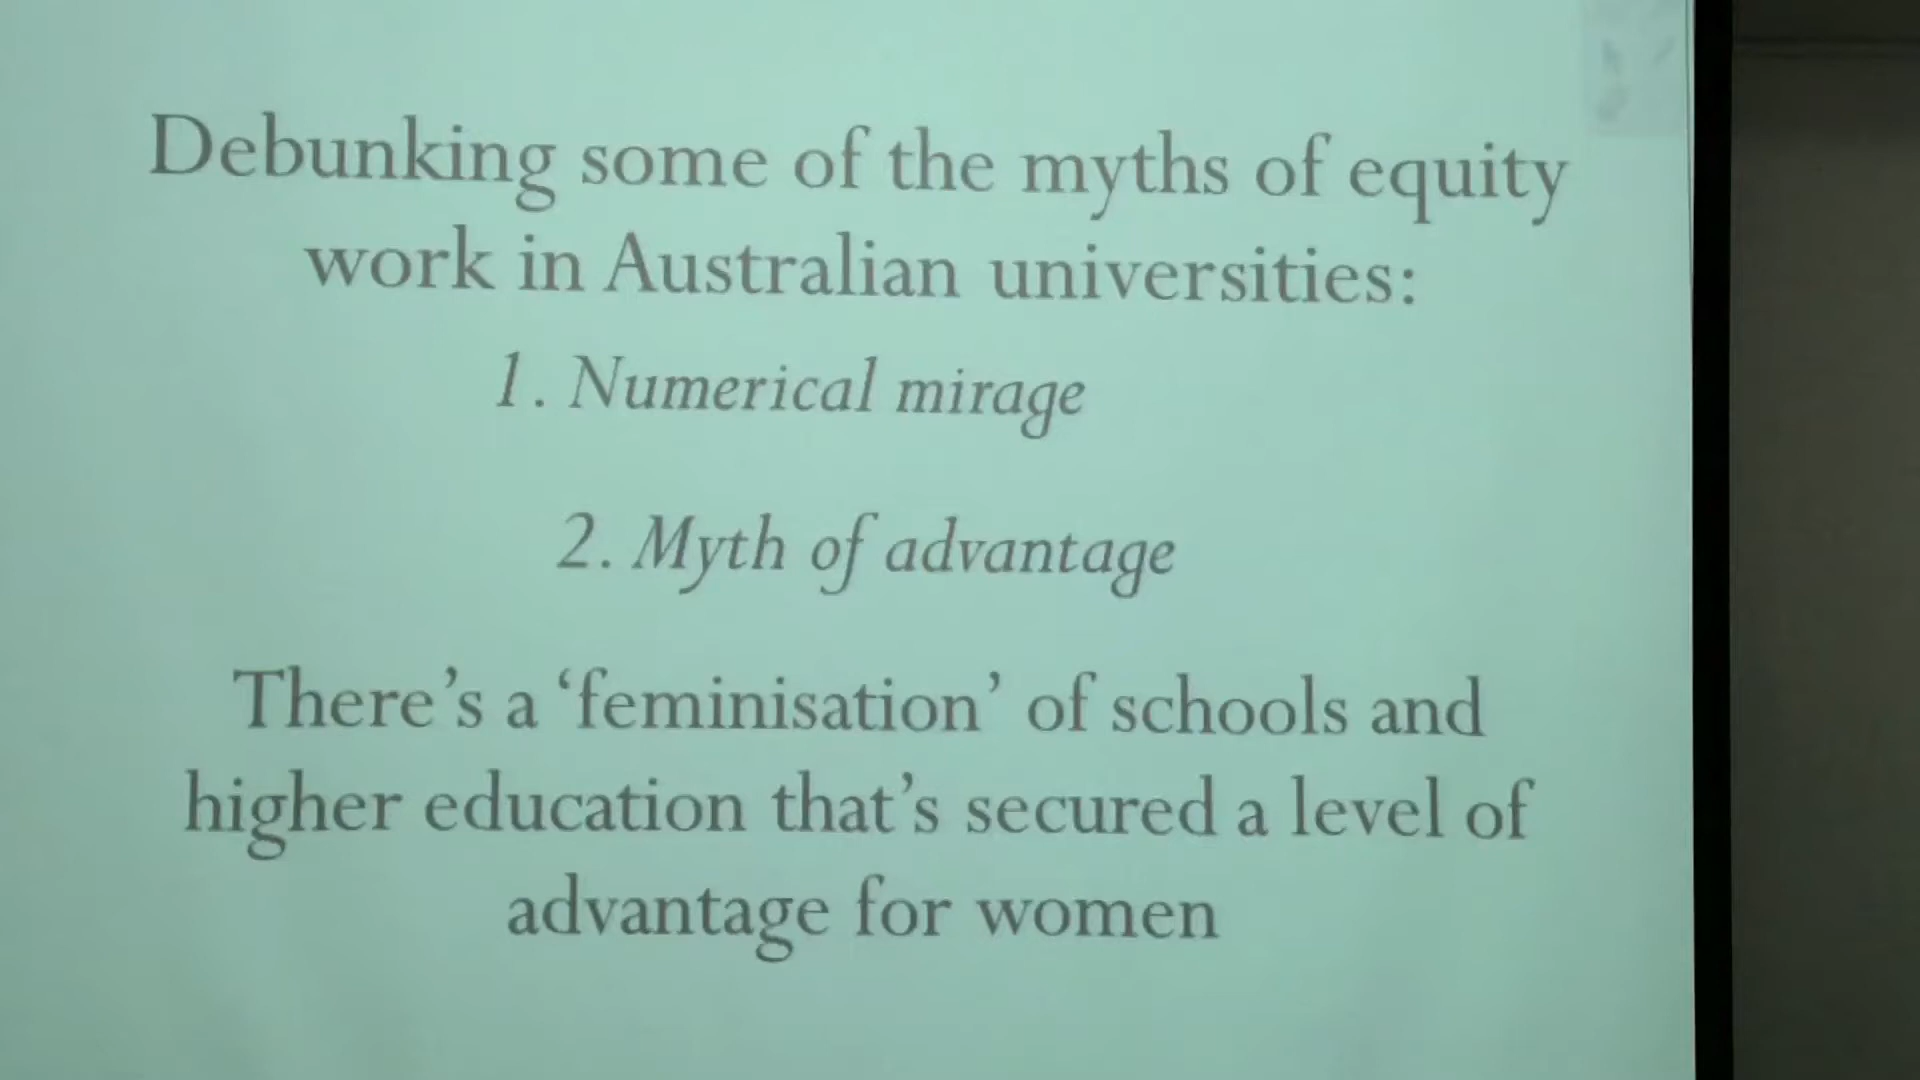 Debunking some of the myths of equity
work in Australian universities:
1. Numerical mirage
2. Myth of advantage
There’s a ‘feminisation’ of schools and
higher education that’s secured a level of
advantage for women